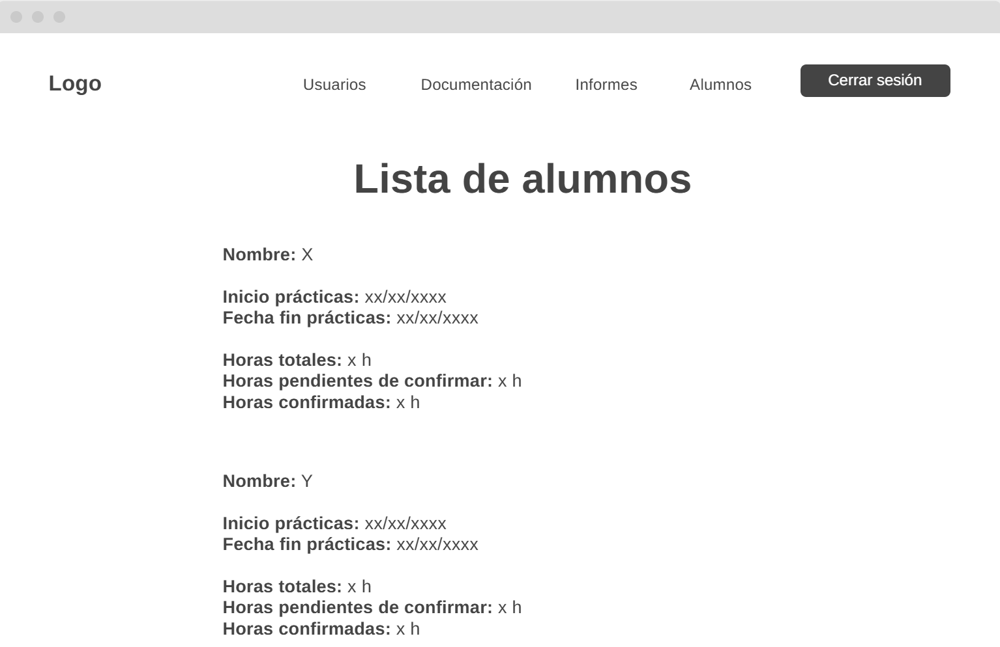 Logo
Usuarios
Documentación
Informes
Alumnos
Cerrar sesión
Lista de alumnos
Nombre: X
Inicio prácticas: xx/xx/xxxx
Fecha fin prácticas: xx/xx/xxxx
Horas totales: x h
Horas pendientes de confirmar: x h
Horas confirmadas: x h
Nombre: Y
Inicio prácticas: xx/xx/xxxx
Fecha fin prácticas: xx/xx/xxxx
Horas totales: x h
Horas pendientes de confirmar: x h
Horas confirmadas: x h